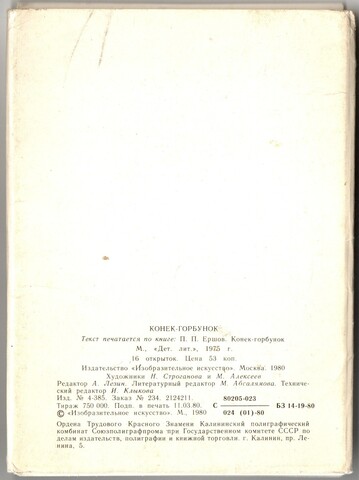 КОНЕК-ГОРБУНОК
Текст печатается по книге: П. П. Ершов. Конек-горбунок
М., «Дет. лит.», 1975 г.
16 открыток. Цена 53 коп.
Издательство «Изобразительное искусство». Москва. 1980
Художники Н. Строганова и М. Алексеев
Редактор А. Лезин. Литературный редактор М. Абсалямова. Технический редактор Н. Клыкова
Изд. № 4-385. Заказ № 234. 2124211.
Тираж 750 000. Подп. в печать 11.03.80.
© «Изобразительное искусство». М., 1980
С 80205-023
024 (01)-80 БЗ 14-19-80
Ордена Трудового Красного Знамени Калининский полиграфический
комбинат Союзполиграфпрома при Государственном комитете СССР по
делам издательств, полиграфии и книжной торговли. г. Калинин, пр. Ле-
нина, 5.